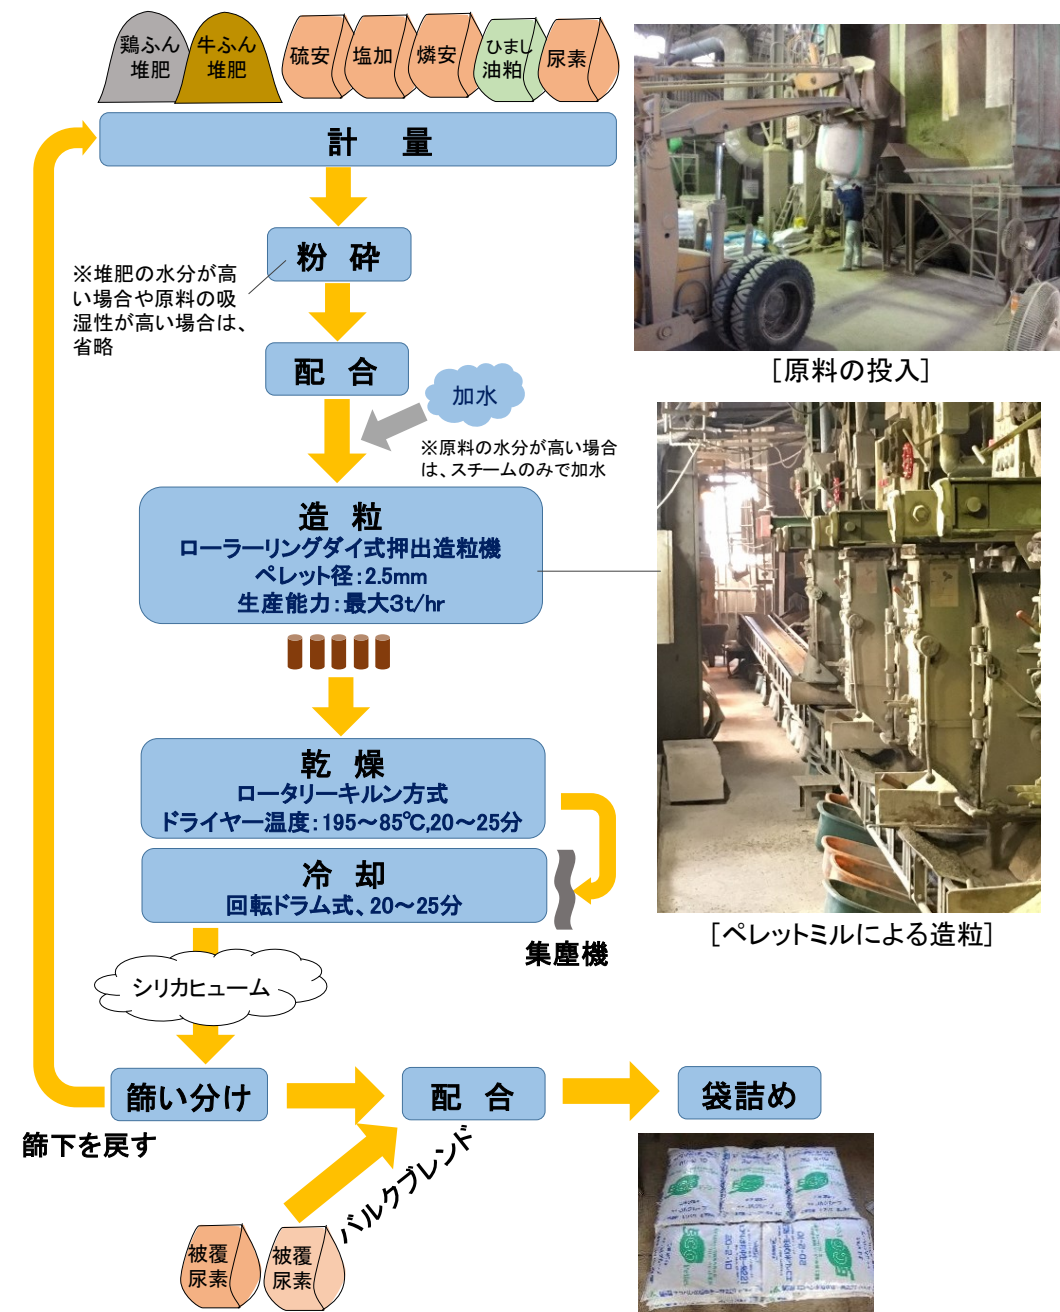 鶏ふん
堆肥
牛ふん
堆肥
硫安
塩加
燐安
ひまし
油粕
尿素
計 量
粉 砕
※堆肥の水分が高
い場合や原料の吸
湿性が高い場合は、
省略
配 合
加水
※原料の水分が高い場合
は、スチームのみで加水
造 粒
ローラーリングダイ式押出造粒機
ペレット径：2.5mm
生産能力：最大3t/hr
乾 燥
ロータリーキルン方式
ドライヤー温度：195～85℃,20～25分
冷 却
回転ドラム式、20～25分
集塵機
シリカヒューム
篩い分け
篩下を戻す
配 合
袋詰め
バルクブレンド
被覆
尿素
被覆
尿素
[原料の投入]
[ペレットミルによる造粒]
ECO
20-2-10